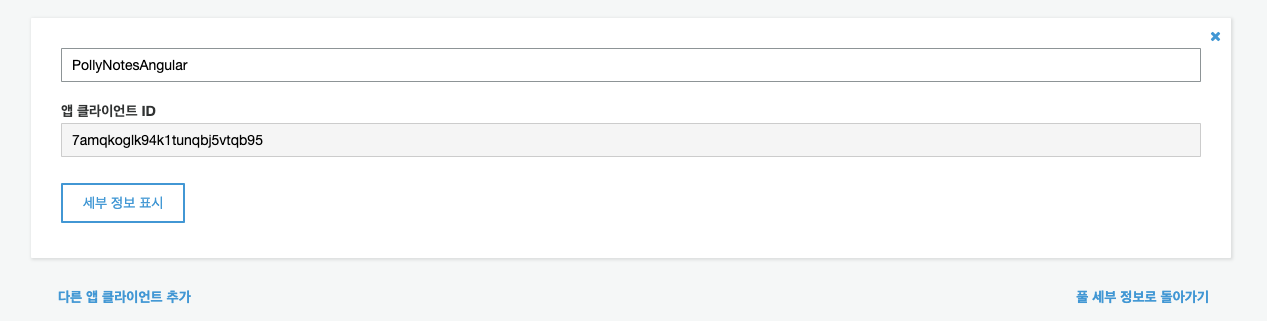 PollyNotesAngular
앱 클라이언트 ID
7amqkoglk94k1tunqbj5vtqb95
세부 정보 표시
다른 앱 클라이언트 추가
풀 세부 정보로 돌아가기